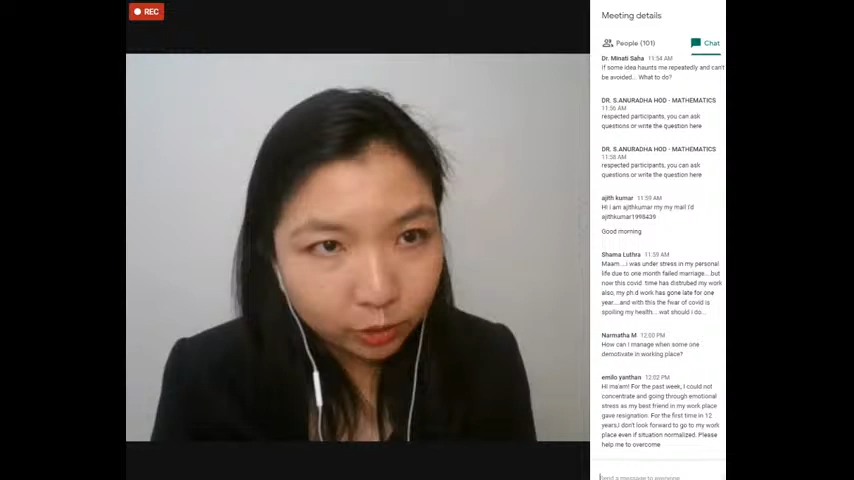 REC
Meeting details
People (101)
Chat
Dr. Minati Saha 11:54 AM
If some idea haunts me repeatedly and can't
be avoided... What to do?
DR. S.ANURADHA HOD - MATHEMATICS
11:56 AM
respected participants, you can ask
questions or write the question here
DR. S.ANURADHA HOD - MATHEMATICS
11:58 AM
respected participants, you can ask
questions or write the question here
ajith kumar 11:59 AM
Hi i am ajithkumar my my mail I'd
ajithkumar1998439
Good morning
Shama Luthra 11:59 AM
Maam....i was under stress in my personal
life due to one month failed marriage....but
now this covid time has distrubed my work
also, my ph.d work has gone late for one
year....and with this the fwar of covid is
spoiling my health... wat should i do...
Narmatha M 12:00 PM
How can I manage when some one
demotivate in working place?
emilo yanthan 12:02 PM
Hi ma'am! For the past week, I could not
concentrate and going through emotional
stress as my best friend in my work place
gave resignation. For the first time in 12
years,I don't look forward to go to my work
place even if situation normalized. Please
help me to overcome
Send a message to everyone